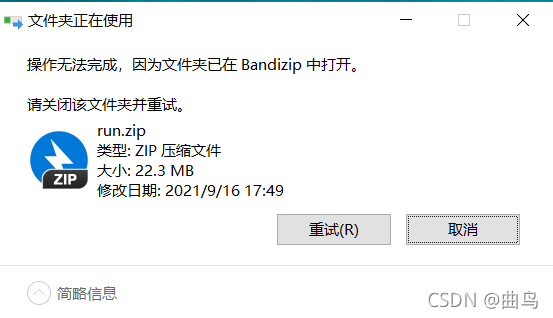 文件夹正在使用
操作无法完成，因为文件夹已在 Bandizip 中打开。
请关闭该文件夹并重试。
run.zip
类型: ZIP 压缩文件
大小: 22.3 MB
修改日期: 2021/9/16 17:49
ZIP
重试(R) 取消
简略信息
CSDN @曲鸟